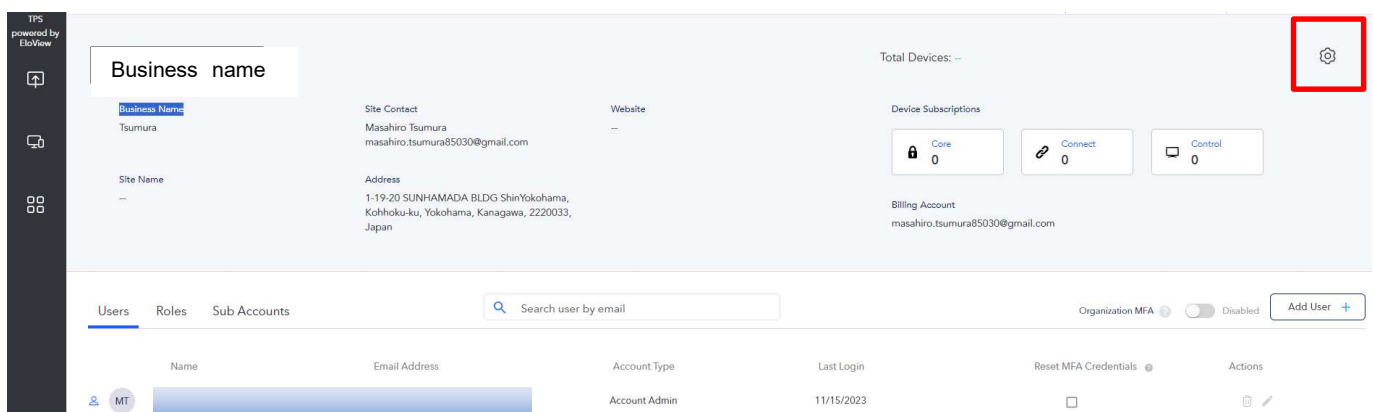 TPS
powered by
EloView
Business name
Total Devices: --
Business Name
Tsumura
Site Contact
Masahiro Tsumura
masahiro.tsumura85030@gmail.com
Website
--
Device Subscriptions
Core
0
Connect
0
Control
0
Site Name
--
Address
1-19-20 SUNHAMADA BLDG ShinYokohama,
Kohhoku-ku, Yokohama, Kanagawa, 2220033,
Japan
Billing Account
masahiro.tsumura85030@gmail.com
Users Roles Sub Accounts
Search user by email
Organization MFA ? Disabled
Add User +
Name Email Address Account Type Last Login Reset MFA Credentials ? Actions
MT Account Admin 11/15/2023